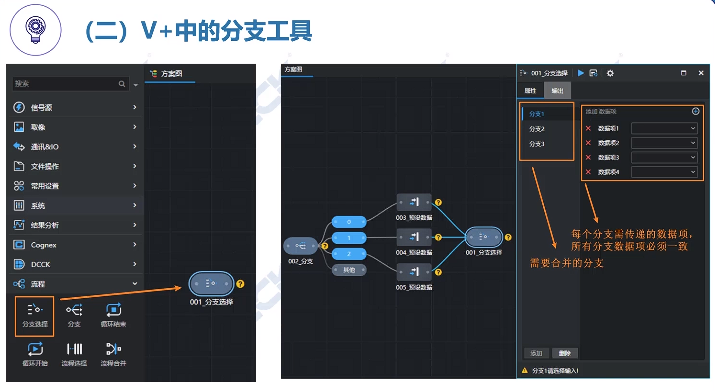 （二）V+中的分支工具
搜索
信号源
取像
通讯&IO
文件操作
常用设置
系统
结果分析
Cognex
DCCK
流程
分支选择
分支
循环结束
循环开始
流程选择
流程合并
方案图
001_分支选择
方案图
002_分支
0
1
2
其他
003_预设数据
004_预设数据
005_预设数据
001_分支选择
001_分支选择
属性
输出
分支1
分支2
分支3
添加 数据项
数据项1
数据项2
数据项3
数据项4
每个分支需传递的数据项，
所有分支数据项必须一致
需要合并的分支
添加
删除
分支1请选择输入!